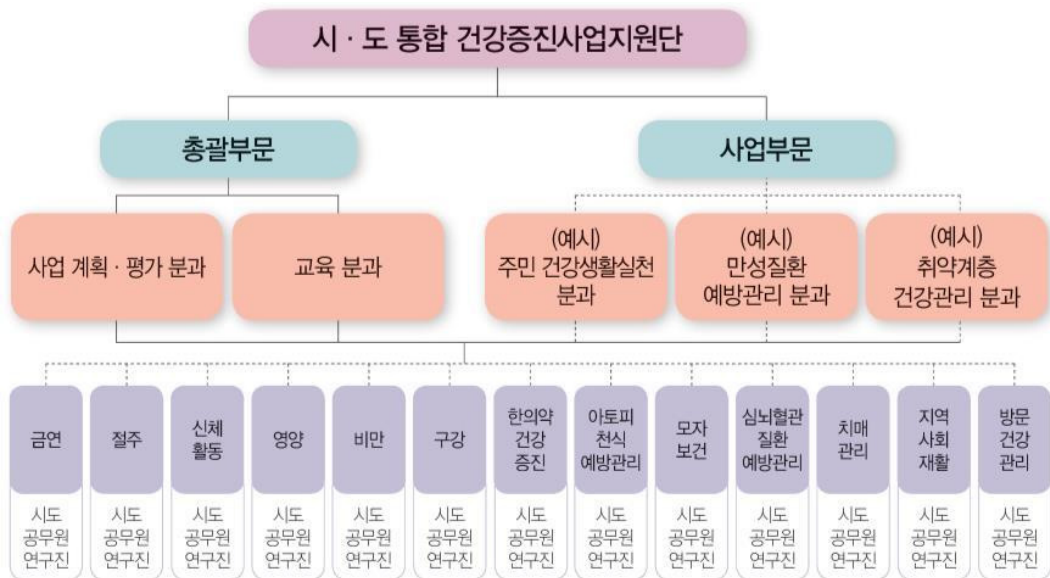 시 · 도 통합 건강증진사업지원단
총괄부문
사업부문
사업 계획 · 평가 분과
교육 분과
(예시)
주민 건강생활실천
분과
(예시)
만성질환
예방관리 분과
(예시)
취약계층
건강관리 분과
금연
절주
신체
활동
영양
비만
구강
한의약
건강
증진
아토피
천식
예방관리
모자
보건
심뇌혈관
질환
예방관리
치매
관리
지역
사회
재활
방문
건강
관리
시도
공무원
연구진
시도
공무원
연구진
시도
공무원
연구진
시도
공무원
연구진
시도
공무원
연구진
시도
공무원
연구진
시도
공무원
연구진
시도
공무원
연구진
시도
공무원
연구진
시도
공무원
연구진
시도
공무원
연구진
시도
공무원
연구진
시도
공무원
연구진